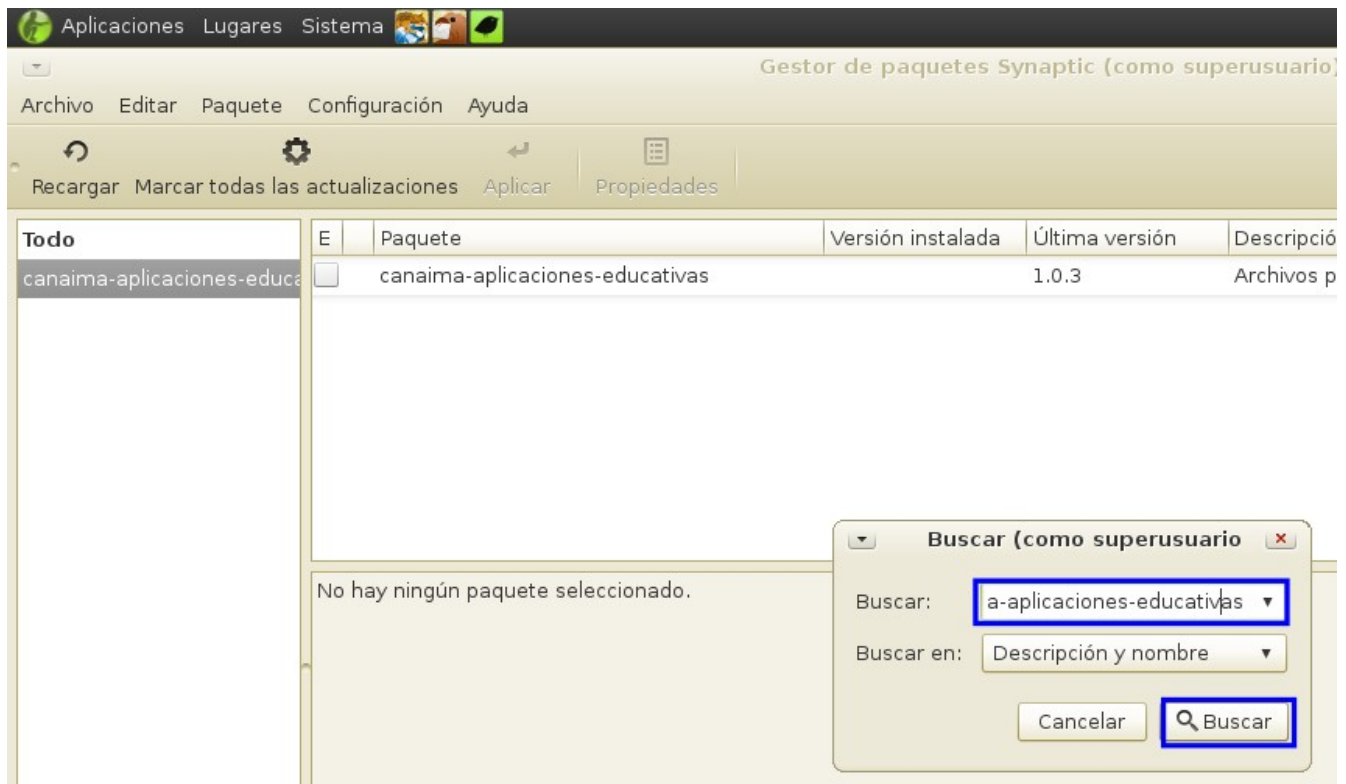 Aplicaciones Lugares Sistema
Gestor de paquetes Synaptic (como superusuario)
Archivo Editar Paquete Configuración Ayuda
Recargar Marcar todas las actualizaciones Aplicar Propiedades
Todo
canaima-aplicaciones-educa
E Paquete Versión instalada Última versión Descripció
canaima-aplicaciones-educativas 1.0.3 Archivos p
No hay ningún paquete seleccionado.
Buscar (como superusuario
Buscar: a-aplicaciones-educativas
Buscar en: Descripción y nombre
Cancelar Buscar